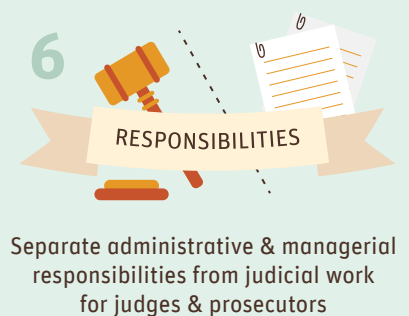 6
RESPONSIBILITIES
Separate administrative & managerial
responsibilities from judicial work
for judges & prosecutors